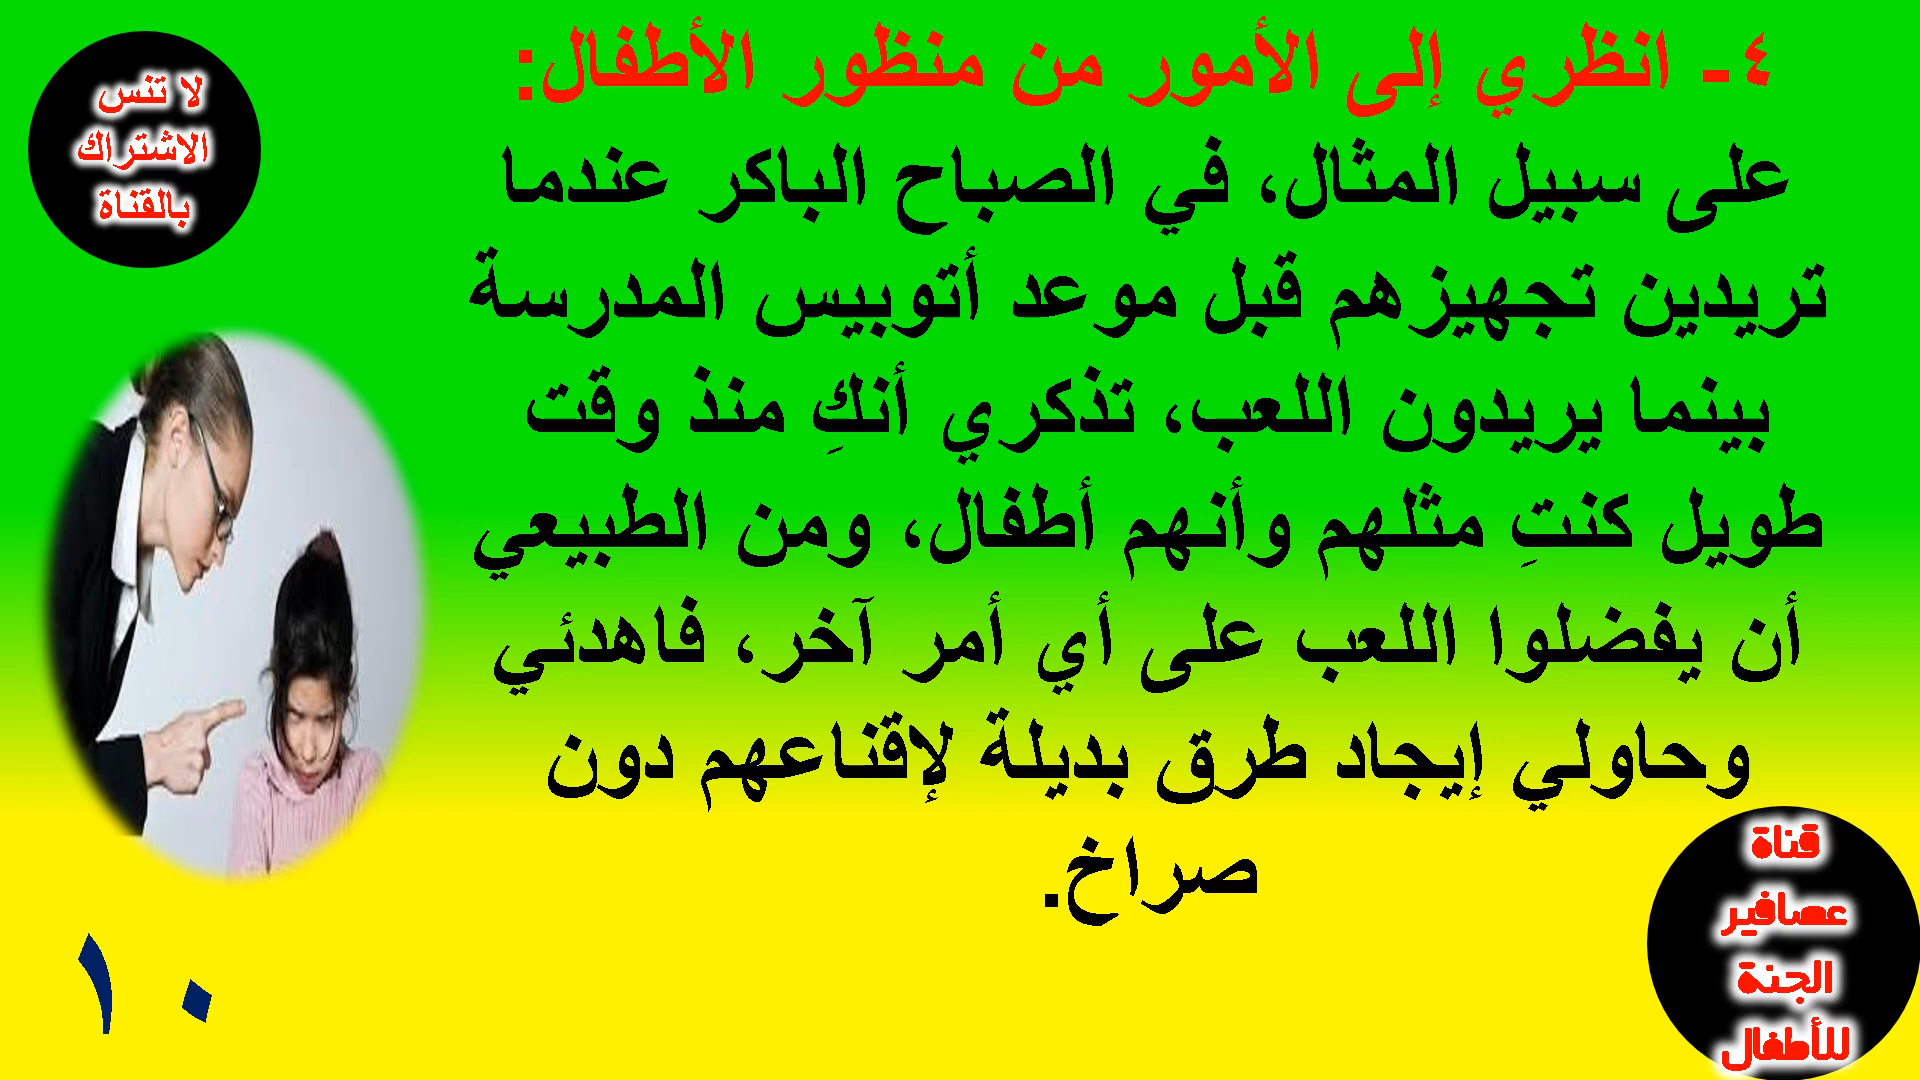 ٤- انظري إلى الأمور من منظور الأطفال:
على سبيل المثال، في الصباح الباكر عندما
تريدين تجهيزهم قبل موعد أتوبيس المدرسة
بينما يريدون اللعب، تذكري أنكِ منذ وقت
طويل كنتِ مثلهم وأنهم أطفال، ومن الطبيعي
أن يفضلوا اللعب على أي أمر آخر، فاهدئي
وحاولي إيجاد طرق بديلة لإقناعهم دون
صراخ.
لا تنس
الاشتراك
بالقناة
قناة
عصافير
الجنة
للأطفال
١٠